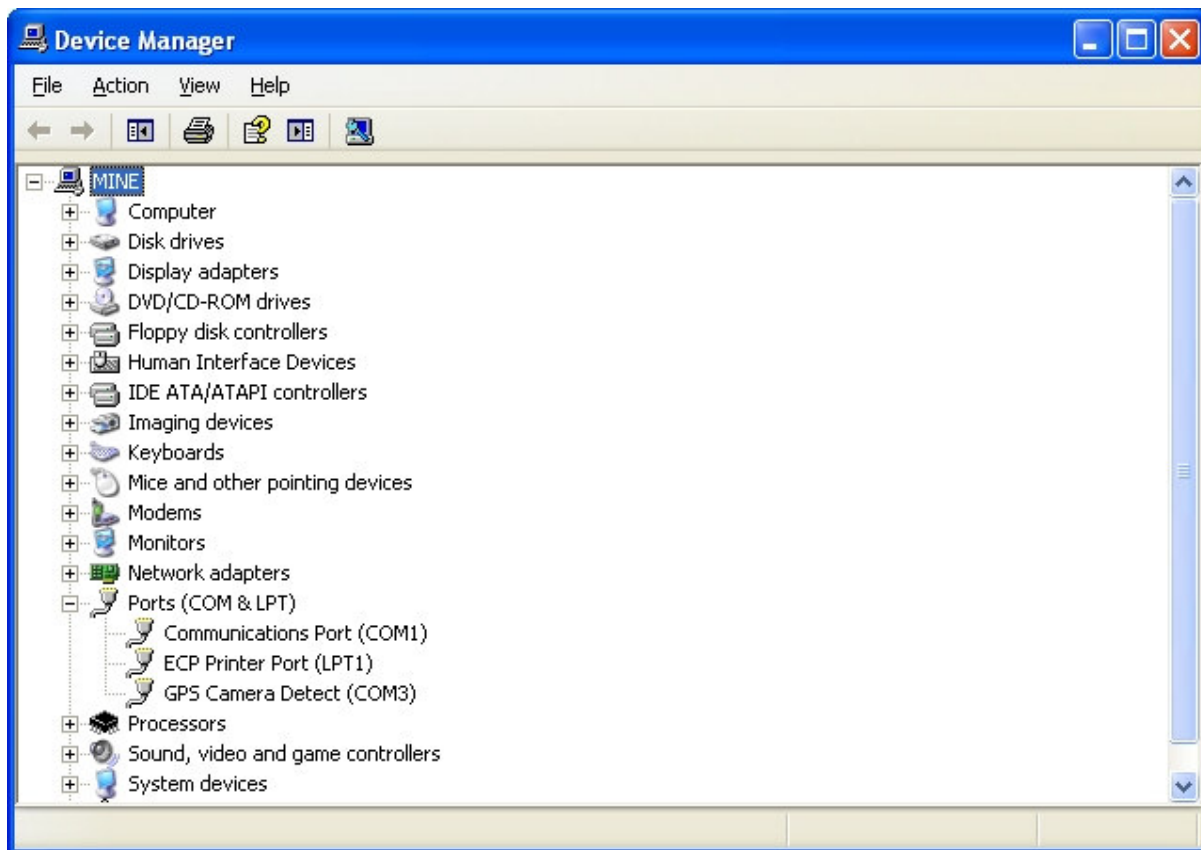 Device Manager
File Action View Help
MINE
Computer
Disk drives
Display adapters
DVD/CD-ROM drives
Floppy disk controllers
Human Interface Devices
IDE ATA/ATAPI controllers
Imaging devices
Keyboards
Mice and other pointing devices
Modems
Monitors
Network adapters
Ports (COM & LPT)
Communications Port (COM1)
ECP Printer Port (LPT1)
GPS Camera Detect (COM3)
Processors
Sound, video and game controllers
System devices